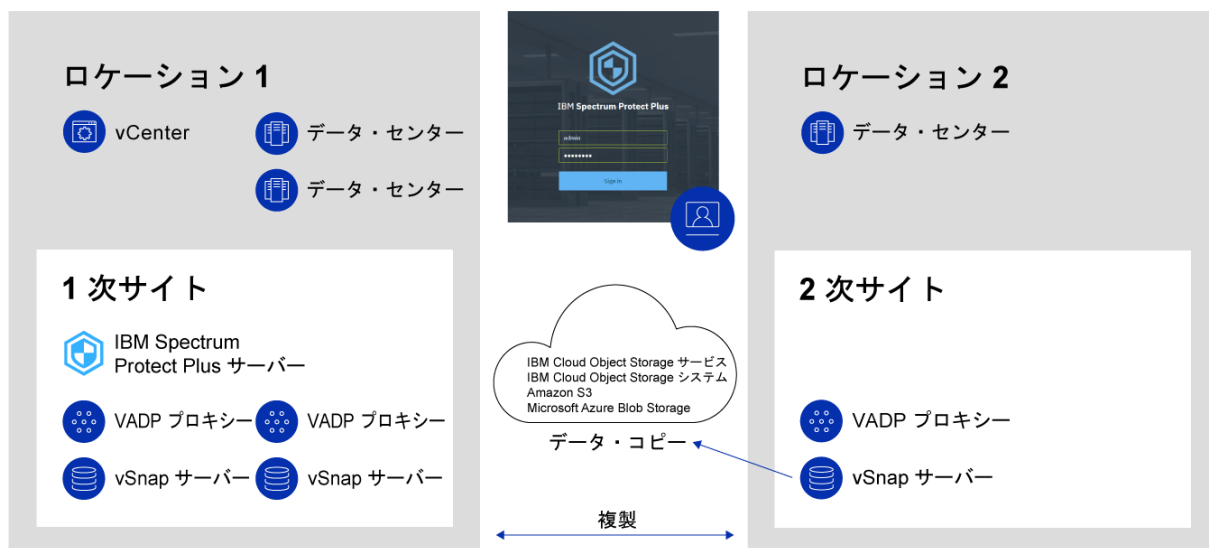 ロケーション 1
vCenter
データ・センター
データ・センター
1 次サイト
IBM Spectrum
Protect Plus サーバー
VADP プロキシー
VADP プロキシー
vSnap サーバー
vSnap サーバー
IBM Spectrum Protect Plus
admin
••••••••
Sign in
IBM Cloud Object Storage サービス
IBM Cloud Object Storage システム
Amazon S3
Microsoft Azure Blob Storage
データ・コピー
複製
ロケーション 2
データ・センター
2 次サイト
VADP プロキシー
vSnap サーバー